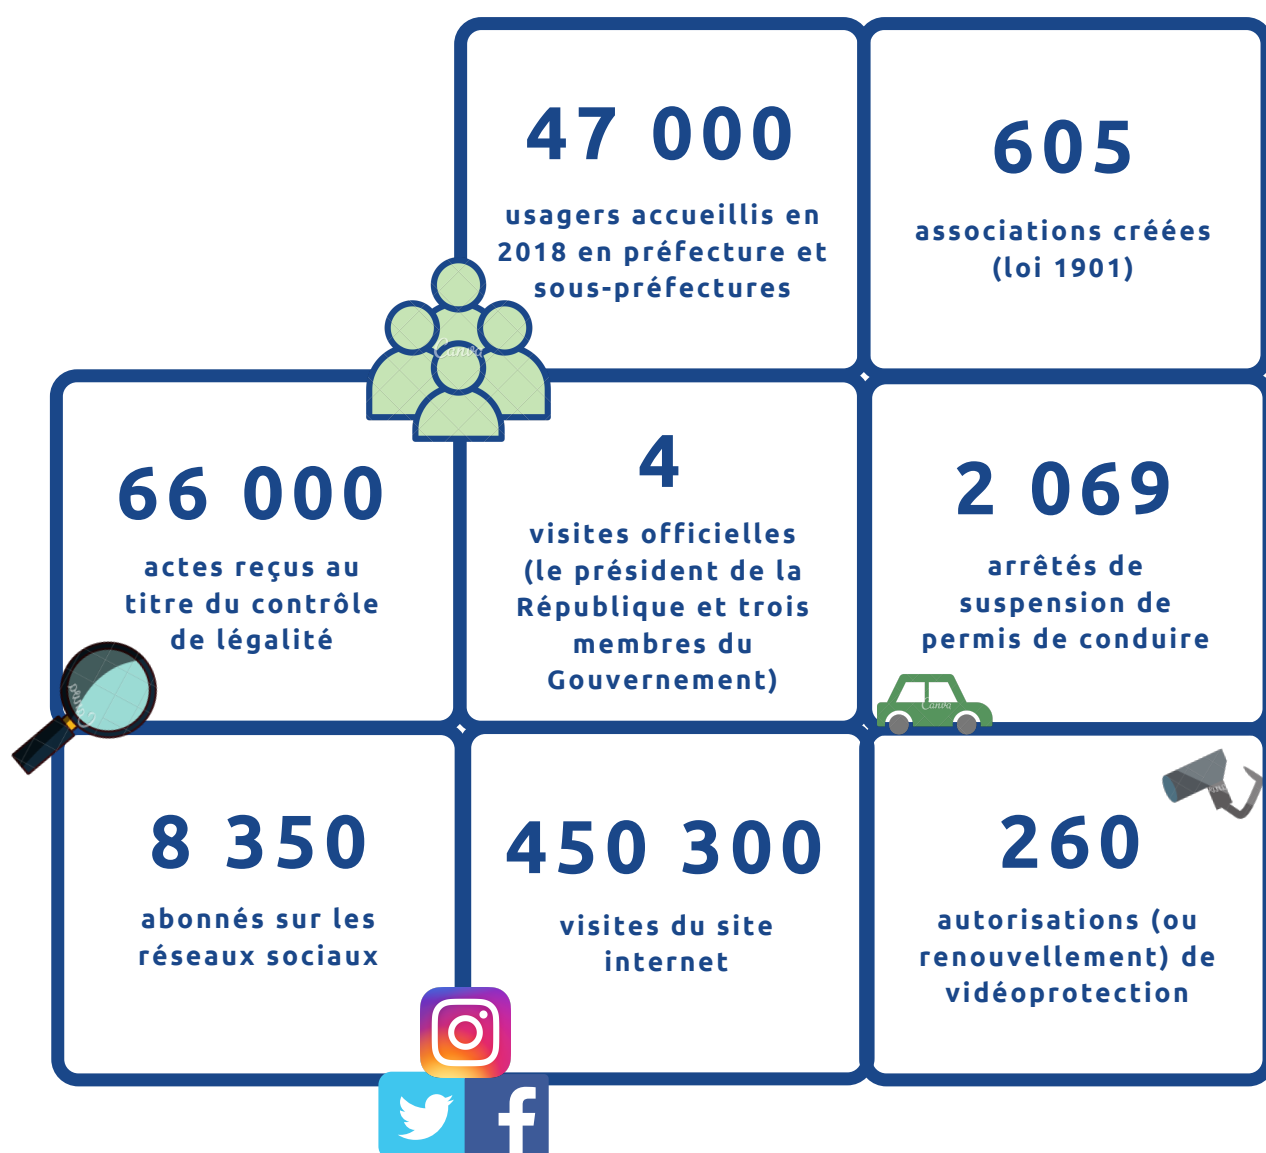 47 000
usagers accueillis en
2018 en préfecture et
sous-préfectures
605
associations créées
(loi 1901)
66 000
actes reçus au
titre du contrôle
de légalité
4
visites officielles
(le président de la
République et trois
membres du
Gouvernement)
2 069
arrêtés de
suspension de
permis de conduire
8 350
abonnés sur les
réseaux sociaux
450 300
visites du site
internet
260
autorisations (ou
renouvellement) de
vidéoprotection
Canva
Canva
Canva